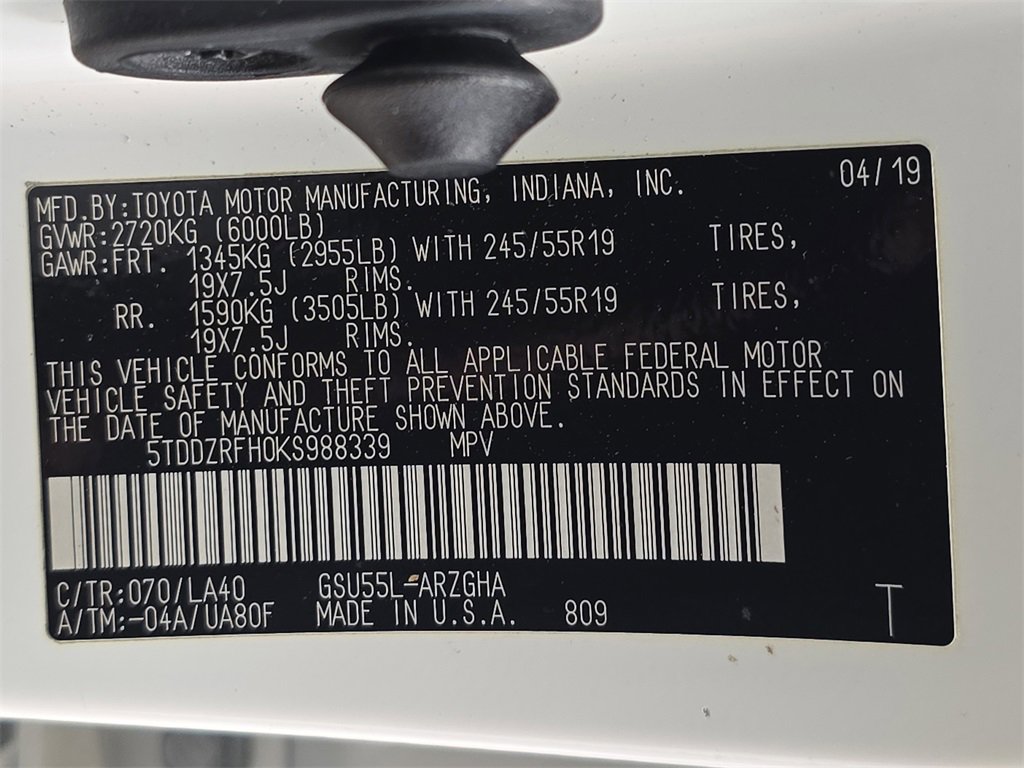 MFD.BY:TOYOTA MOTOR MANUFACTURING, INDIANA, INC. 04/19
GVWR:2720KG (6000LB)
GAWR:FRT. 1345KG (2955LB) WITH 245/55R19 TIRES,
19X7.5J RIMS.
RR. 1590KG (3505LB) WITH 245/55R19 TIRES,
19X7.5J RIMS.
THIS VEHICLE CONFORMS TO ALL APPLICABLE FEDERAL MOTOR
VEHICLE SAFETY AND THEFT PREVENTION STANDARDS IN EFFECT ON
THE DATE OF MANUFACTURE SHOWN ABOVE.
5TDDZRFH0KS988339 MPV
C/TR:070/LA40 GSU55L-ARZGHA
A/TM:-04A/UA80F MADE IN U.S.A. 809 T